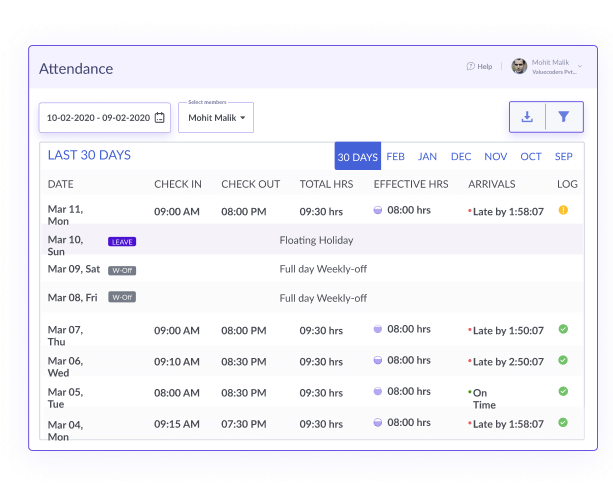 Attendance
Help
Mohit Malik
Valuecoders Pvt...
10-02-2020 - 09-02-2020
Select members
Mohit Malik
LAST 30 DAYS
30 DAYS FEB JAN DEC NOV OCT SEP
DATE CHECK IN CHECK OUT TOTAL HRS EFFECTIVE HRS ARRIVALS LOG
Mar 11, 09:00 AM 08:00 PM 09:30 hrs 08:00 hrs Late by 1:58:07
Mon
Mar 10, LEAVE Floating Holiday
Sun
Mar 09, Sat W-Off Full day Weekly-off
Mar 08, Fri W-Off Full day Weekly-off
Mar 07, 09:00 AM 08:00 PM 09:30 hrs 08:00 hrs Late by 1:50:07
Thu
Mar 06, 09:10 AM 08:30 PM 09:30 hrs 08:00 hrs Late by 2:50:07
Wed
Mar 05, 08:00 AM 08:30 PM 09:30 hrs 08:00 hrs On
Tue Time
Mar 04, 09:15 AM 07:30 PM 09:30 hrs 08:00 hrs Late by 1:58:07
Mon